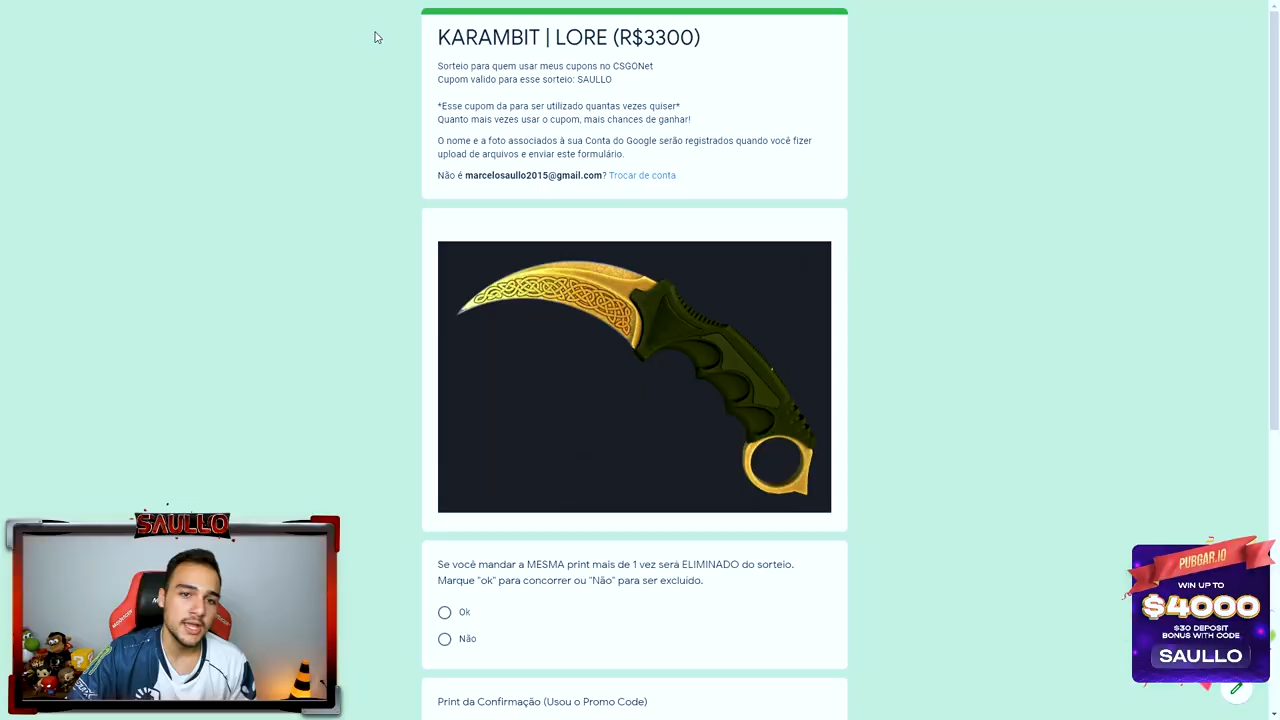 KARAMBIT | LORE (R$3300)
Sorteio para quem usar meus cupons no CSGONet
Cupom valido para esse sorteio: SAULLO
*Esse cupom da para ser utilizado quantas vezes quiser*
Quanto mais vezes usar o cupom, mais chances de ganhar!
O nome e a foto associados à sua Conta do Google serão registrados quando você fizer
upload de arquivos e enviar este formulário.
Não é marcelosaullo2015@gmail.com? Trocar de conta
Se você mandar a MESMA print mais de 1 vez será ELIMINADO do sorteio.
Marque "ok" para concorrer ou "Não" para ser excluido.
Ok
Não
Print da Confirmação (Usou o Promo Code)
SAULLO
PUBGAR.IO
WIN UP TO
$4000
$30 DEPOSIT
BONUS WITH CODE
SAULLO